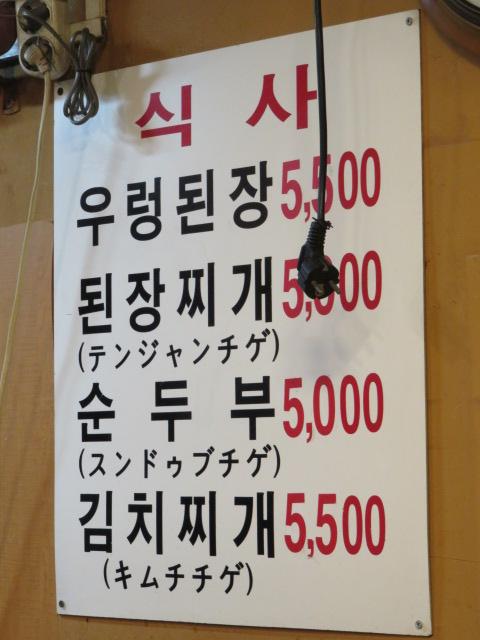 식 사
우렁된장 5,500
된장찌개
(テンジャンチゲ)
순 두 부 5,000
(スンドゥブチゲ)
김치찌개 5,500
(キムチチゲ)